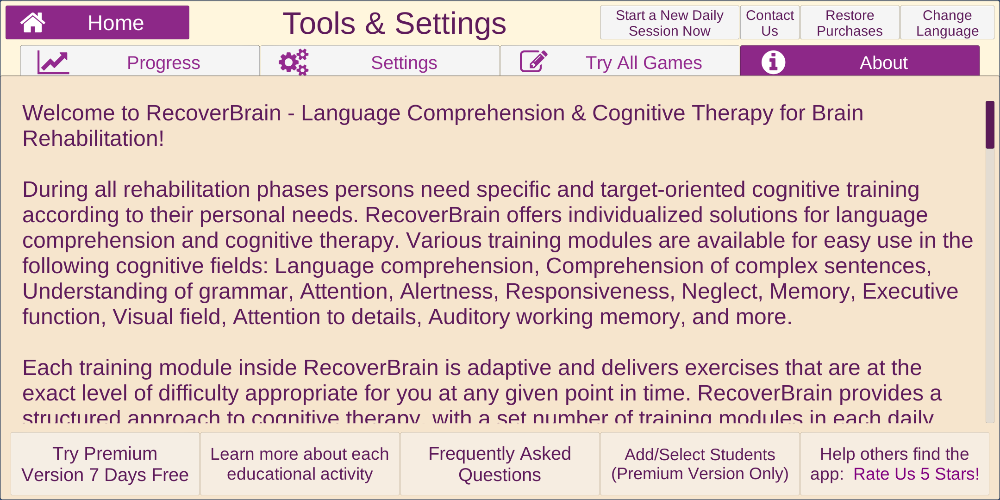 Home
Tools & Settings
Start a New Daily
Session Now
Contact
Us
Restore
Purchases
Change
Language
Progress
Settings
Try All Games
About
Welcome to RecoverBrain - Language Comprehension & Cognitive Therapy for Brain
Rehabilitation!
During all rehabilitation phases persons need specific and target-oriented cognitive training
according to their personal needs. RecoverBrain offers individualized solutions for language
comprehension and cognitive therapy. Various training modules are available for easy use in the
following cognitive fields: Language comprehension, Comprehension of complex sentences,
Understanding of grammar, Attention, Alertness, Responsiveness, Neglect, Memory, Executive
function, Visual field, Attention to details, Auditory working memory, and more.
Each training module inside RecoverBrain is adaptive and delivers exercises that are at the
exact level of difficulty appropriate for you at any given point in time. RecoverBrain provides a
structured approach to cognitive therapy, with a set number of training modules in each daily
Try Premium
Version 7 Days Free
Learn more about each
educational activity
Frequently Asked
Questions
Add/Select Students
(Premium Version Only)
Help others find the
app: Rate Us 5 Stars!